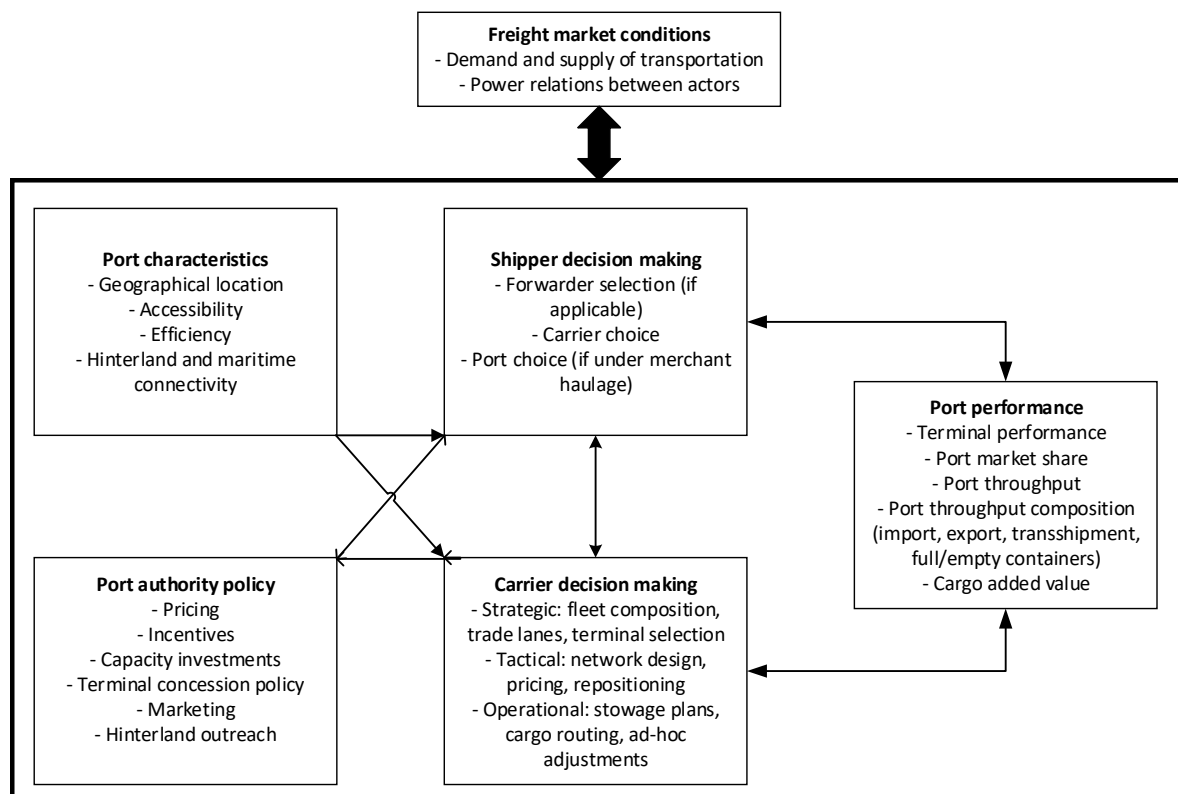 Freight market conditions
- Demand and supply of transportation
- Power relations between actors
Port characteristics
- Geographical location
- Accessibility
- Efficiency
- Hinterland and maritime
connectivity
Shipper decision making
- Forwarder selection (if
applicable)
- Carrier choice
- Port choice (if under merchant
haulage)
Port performance
- Terminal performance
- Port market share
- Port throughput
- Port throughput composition
(import, export, transshipment,
full/empty containers)
- Cargo added value
Port authority policy
- Pricing
- Incentives
- Capacity investments
- Terminal concession policy
- Marketing
- Hinterland outreach
Carrier decision making
- Strategic: fleet composition,
trade lanes, terminal selection
- Tactical: network design,
pricing, repositioning
- Operational: stowage plans,
cargo routing, ad-hoc
adjustments